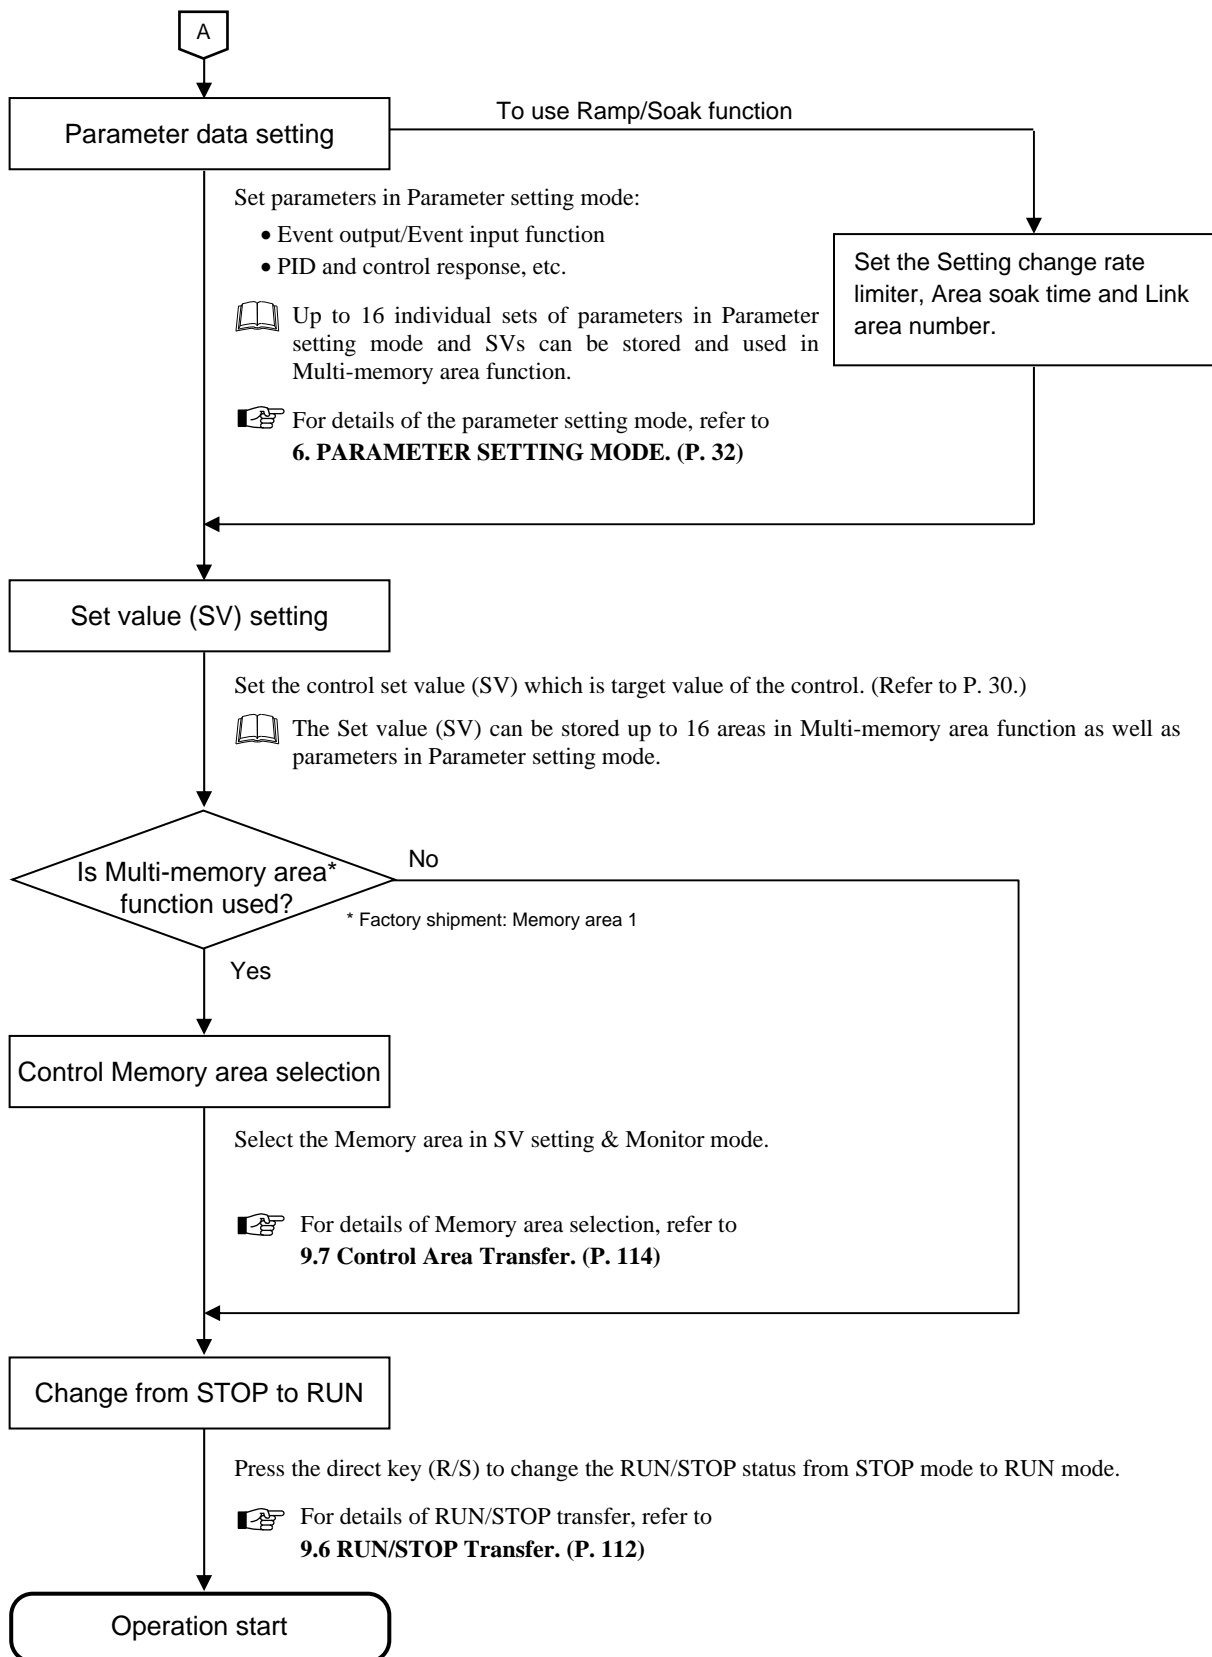 A
Parameter data setting
To use Ramp/Soak function
Set parameters in Parameter setting mode:
• Event output/Event input function
• PID and control response, etc.
Up to 16 individual sets of parameters in Parameter
setting mode and SVs can be stored and used in
Multi-memory area function.
For details of the parameter setting mode, refer to
6. PARAMETER SETTING MODE. (P. 32)
Set the Setting change rate
limiter, Area soak time and Link
area number.
Set value (SV) setting
Set the control set value (SV) which is target value of the control. (Refer to P. 30.)
The Set value (SV) can be stored up to 16 areas in Multi-memory area function as well as
parameters in Parameter setting mode.
Is Multi-memory area*
function used?
No
* Factory shipment: Memory area 1
Yes
Control Memory area selection
Select the Memory area in SV setting & Monitor mode.
For details of Memory area selection, refer to
9.7 Control Area Transfer. (P. 114)
Change from STOP to RUN
Press the direct key (R/S) to change the RUN/STOP status from STOP mode to RUN mode.
For details of RUN/STOP transfer, refer to
9.6 RUN/STOP Transfer. (P. 112)
Operation start